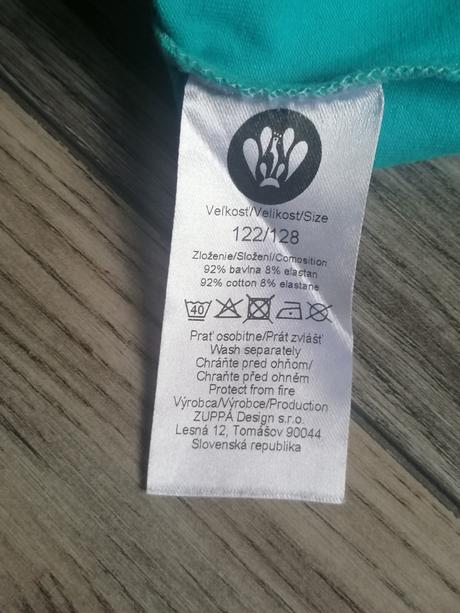 Veľkosť/Velikost/Size
122/128
Zloženie/Složení/Comosition
92% bavlna 8% elastan
92% cotton 8% elastane
40
Prať osobitne/Prát zvlášť
Wash separately
Chráňte pred ohňom/
Chraňte před ohněm
Protect from fire
Výrobca/Výrobce/Production
ZUPPA Design s.r.o.
Lesná 12, Tomášov 90044
Slovenská republika